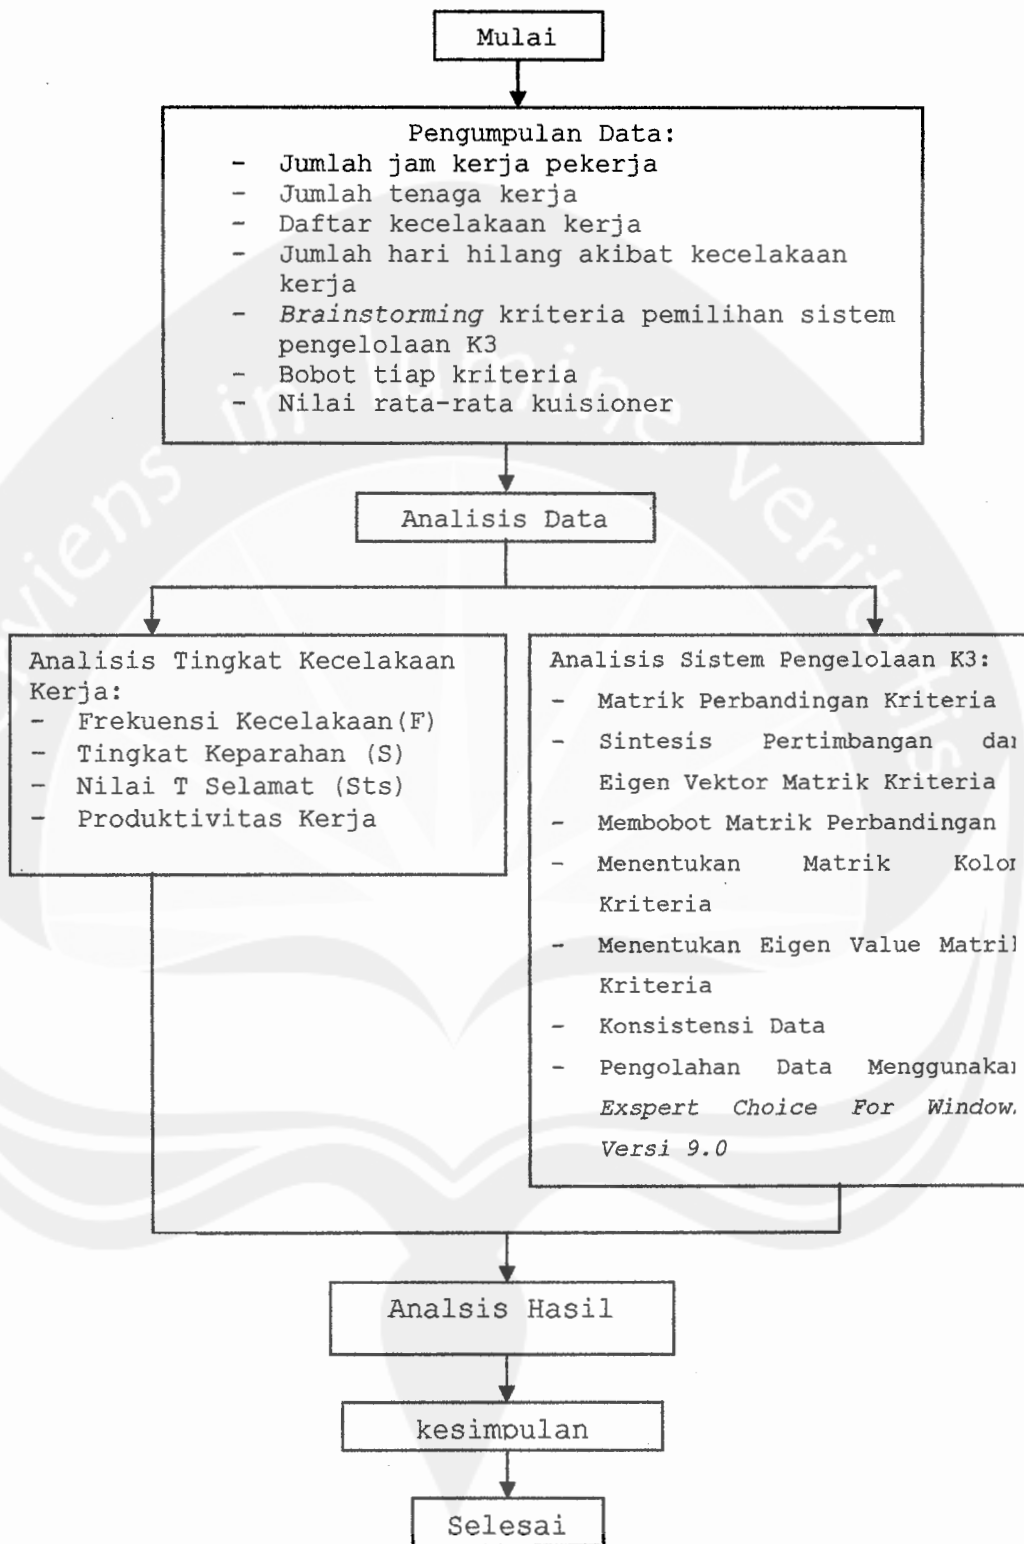 Mulai
Pengumpulan Data:
- Jumlah jam kerja pekerja
- Jumlah tenaga kerja
- Daftar kecelakaan kerja
- Jumlah hari hilang akibat kecelakaan
kerja
- Brainstorming kriteria pemilihan sistem
pengelolaan K3
- Bobot tiap kriteria
- Nilai rata-rata kuisioner
Analisis Data
Analisis Tingkat Kecelakaan
Kerja:
- Frekuensi Kecelakaan(F)
- Tingkat Keparahan (S)
- Nilai T Selamat (Sts)
- Produktivitas Kerja
Analisis Sistem Pengelolaan K3:
- Matrik Perbandingan Kriteria
- Sintesis Pertimbangan
Eigen Vektor Matrik Kriteria
- Membobot Matrik Perbandingan
- Menentukan Matrik
Kriteria
- Menentukan Eigen Value
Kriteria
- Konsistensi Data
- Pengolahan Data
Exspert Choice For
Versi 9.0
Analsis Hasil
kesimpulan
Selesai
viens in lumine veritatis